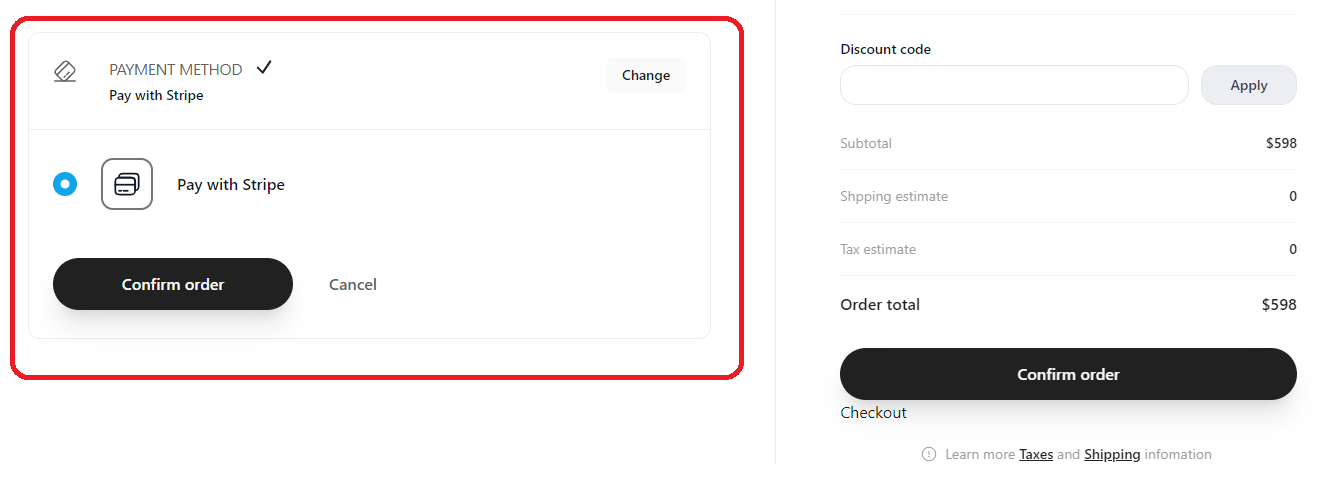 PAYMENT METHOD
Pay with Stripe
Change
Pay with Stripe
Confirm order
Cancel
Discount code
Apply
Subtotal
$598
Shpping estimate
0
Tax estimate
0
Order total
$598
Confirm order
Checkout
Learn more Taxes and Shipping infomation